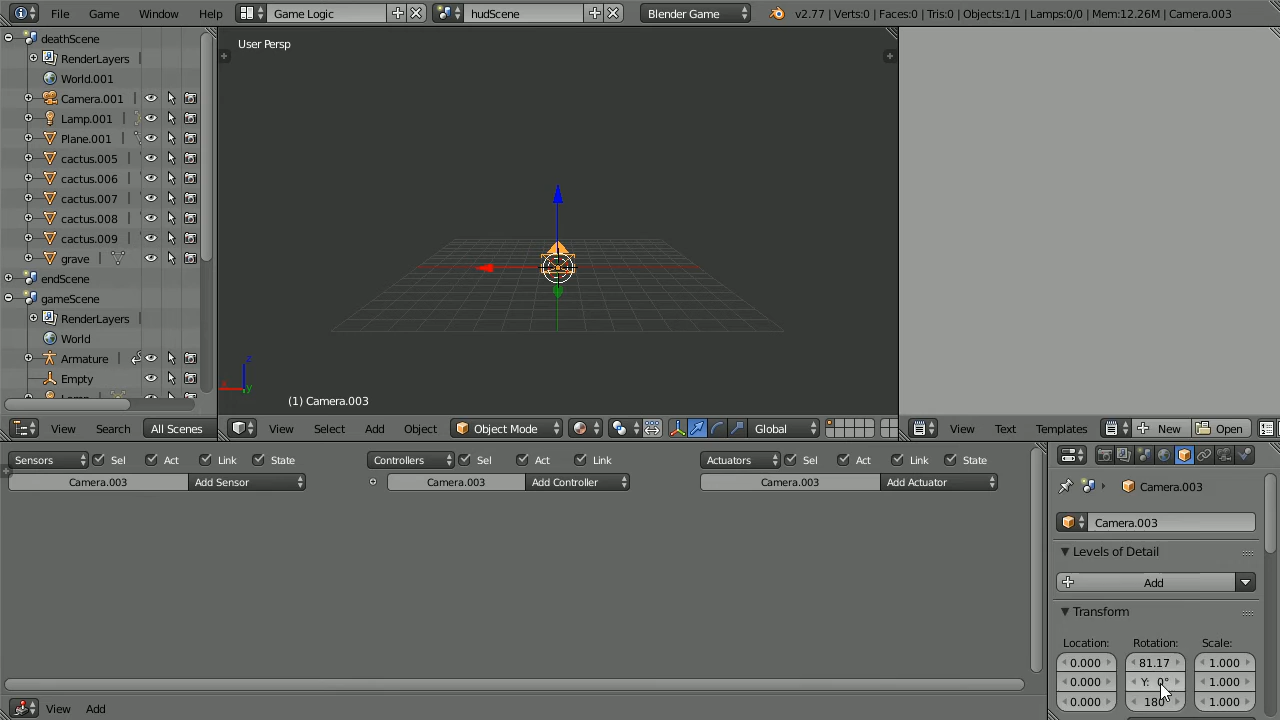 File Game Window Help Game Logic hudScene Blender Game v2.77 | Verts:0 | Faces:0 | Tris:0 | Objects:1/1 | Lamps:0/0 | Mem:12.26M | Camera.003
deathScene
RenderLayers
World.001
Camera.001
Lamp.001
Plane.001
cactus.005
cactus.006
cactus.007
cactus.008
cactus.009
grave
endScene
gameScene
RenderLayers
World
Armature
Empty
View Search All Scenes
User Persp
z
x
y
(1) Camera.003
View Select Add Object Object Mode Global
View Text Templates New Open
Sensors Sel Act Link State Controllers Sel Act Link Actuators Sel Act Link State
Camera.003 Add Sensor Camera.003 Add Controller Camera.003 Add Actuator
Camera.003
Camera.003
Levels of Detail
Add
Transform
Location: Rotation: Scale:
0.000 81.17 1.000
0.000 Y: 0° 1.000
0.000 180° 1.000
View Add